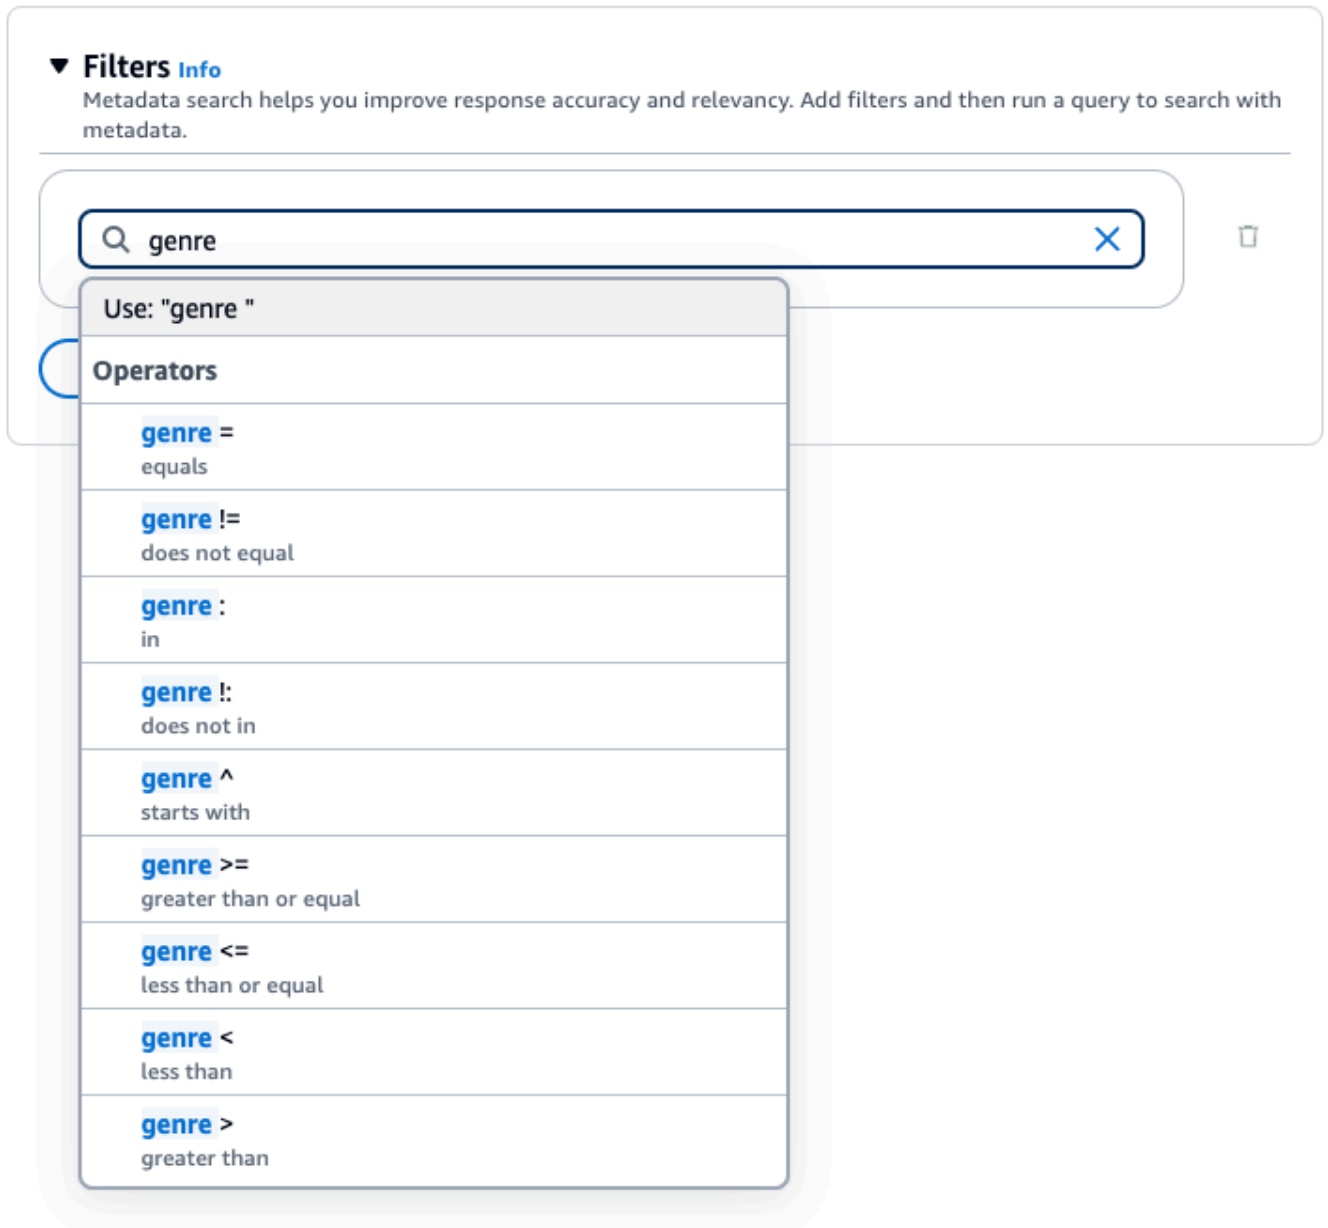 Filters Info
Metadata search helps you improve response accuracy and relevancy. Add filters and then run a query to search with
metadata.
genre
Use: "genre "
Operators
genre =
equals
genre !=
does not equal
genre :
in
genre !:
does not in
genre ^
starts with
genre >=
greater than or equal
genre <=
less than or equal
genre <
less than
genre >
greater than